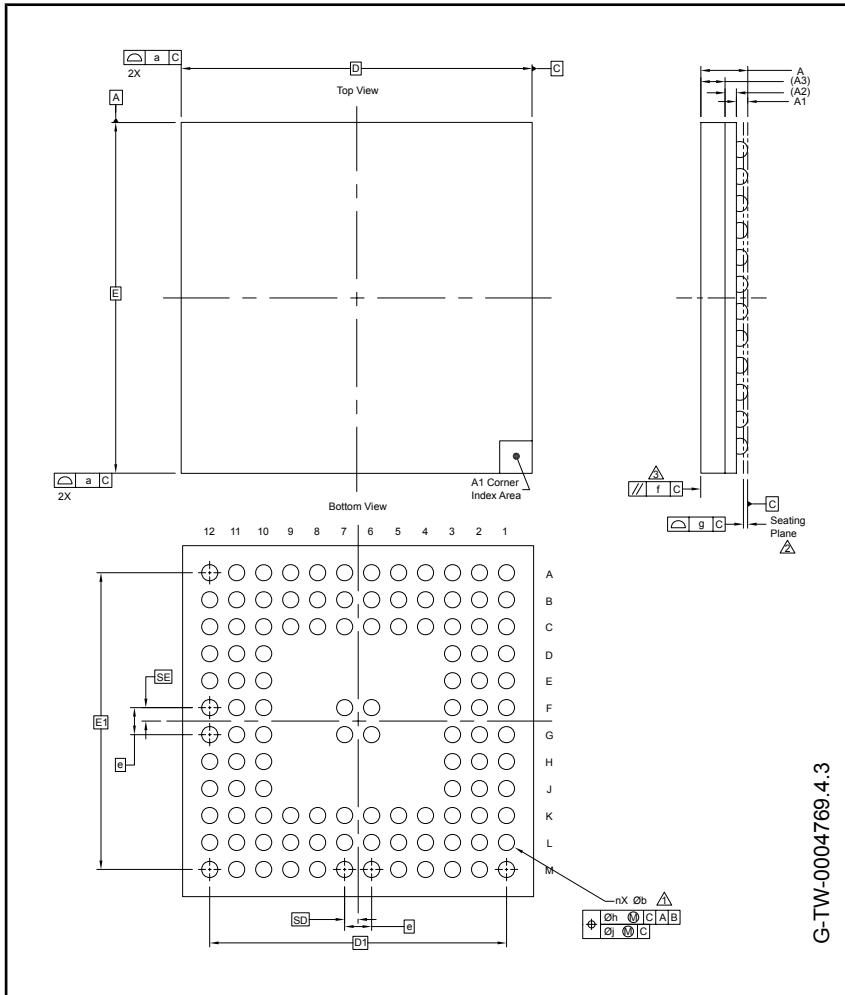 ⌓ a C
2X
D
C
Top View
A
E
A
(A3)
(A2)
A1
A1 Corner
Index Area
⌓ a C
2X
3
// f C
C
⌓ g C
Seating
Plane
2
Bottom View
12 11 10 9 8 7 6 5 4 3 2 1
A
B
C
D
E
F
G
H
J
K
L
M
SE
E1
e
SD
e
D1
nX Øb 1
⌖ Øh Ⓜ C A B
Øj Ⓜ C
G-TW-0004769.4.3